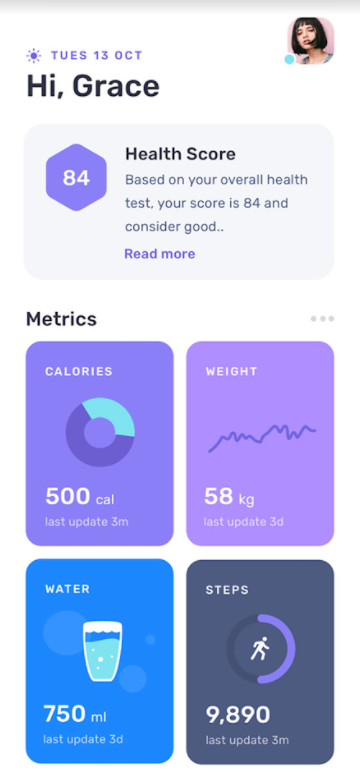 TUES 13 OCT
Hi, Grace
84
Health Score
Based on your overall health
test, your score is 84 and
consider good..
Read more
Metrics
CALORIES
500 cal
last update 3m
WEIGHT
58 kg
last update 3d
WATER
750 ml
last update 3d
STEPS
9,890
last update 3m